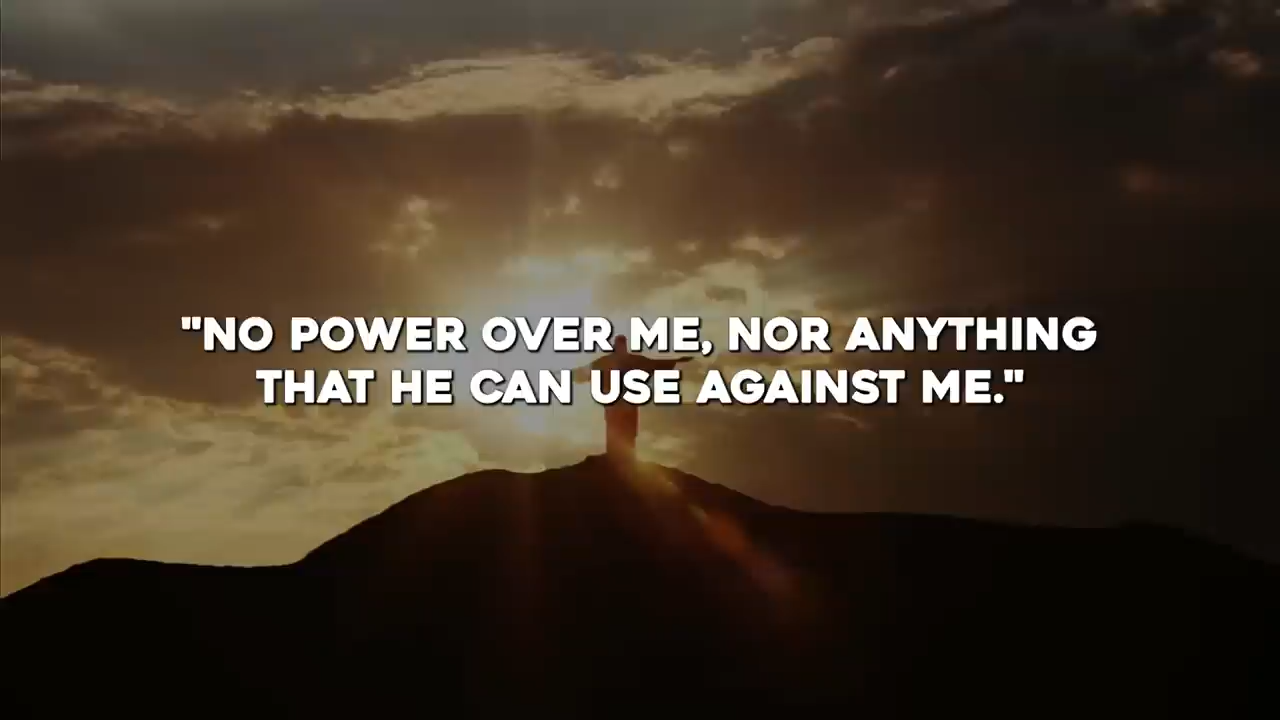 "NO POWER OVER ME, NOR ANYTHING
THAT HE CAN USE AGAINST ME."